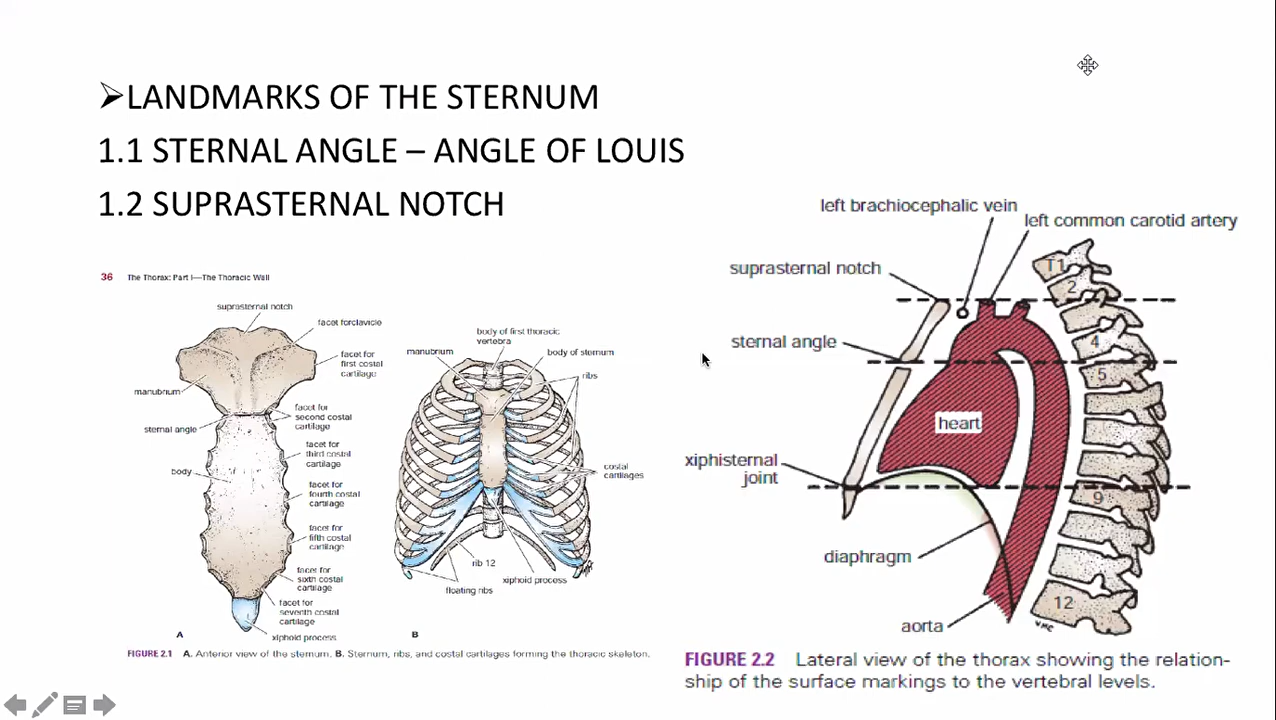 ➢LANDMARKS OF THE STERNUM
1.1 STERNAL ANGLE – ANGLE OF LOUIS
1.2 SUPRASTERNAL NOTCH
36 The Thorax: Part I—The Thoracic Wall
suprasternal notch
facet forclavicle
facet for
first costal
cartilage
manubrium
facet for
second costal
cartilage
sternal angle
facet for
third costal
cartilage
body
facet for
fourth costal
cartilage
facet for
fifth costal
cartilage
facet for
sixth costal
cartilage
facet for
seventh costal
cartilage
xiphoid process
A
body of first thoracic
vertebra
manubrium
body of sternum
ribs
costal
cartilages
rib 12
xiphoid process
floating ribs
B
FIGURE 2.1 A. Anterior view of the sternum. B. Sternum, ribs, and costal cartilages forming the thoracic skeleton.
left brachiocephalic vein
left common carotid artery
suprasternal notch
T1
2
sternal angle
4
5
heart
xiphisternal
joint
9
diaphragm
12
aorta
VMC
FIGURE 2.2 Lateral view of the thorax showing the relation-
ship of the surface markings to the vertebral levels.